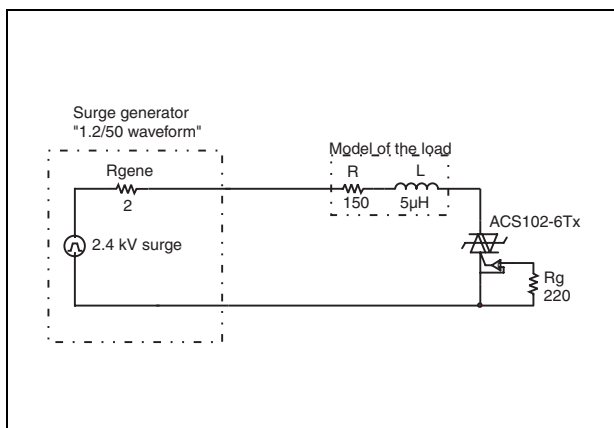 Surge generator
"1.2/50 waveform"
Model of the load
Rgene
R
L
2
150
5µH
ACS102-6Tx
2.4 kV surge
Rg
220